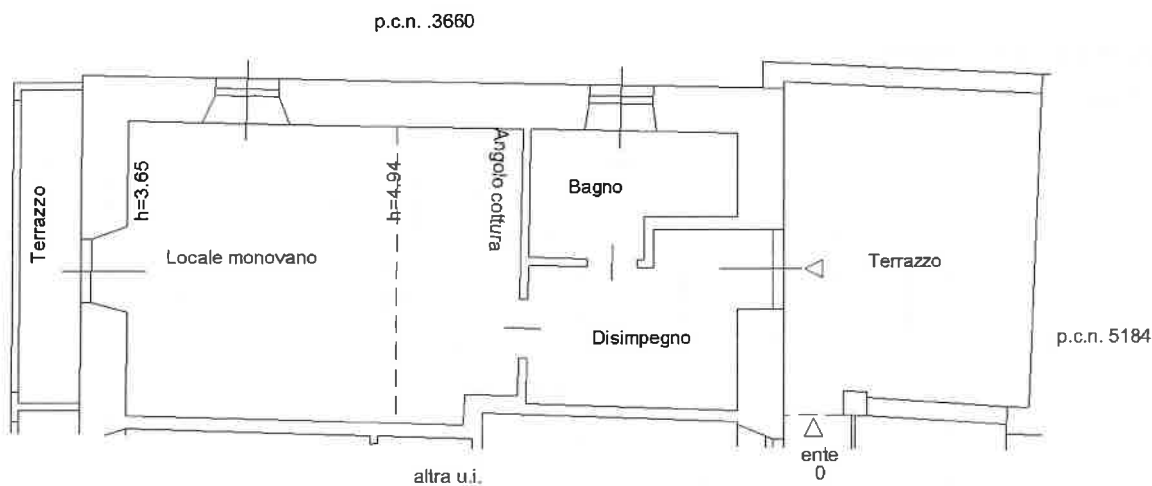 p.c.n. .3660
Terrazzo
h=3.65
Locale monovano
h=4.94
Angolo cottura
Bagno
Disimpegno
Terrazzo
p.c.n. 5184
altra u.i.
ente
0